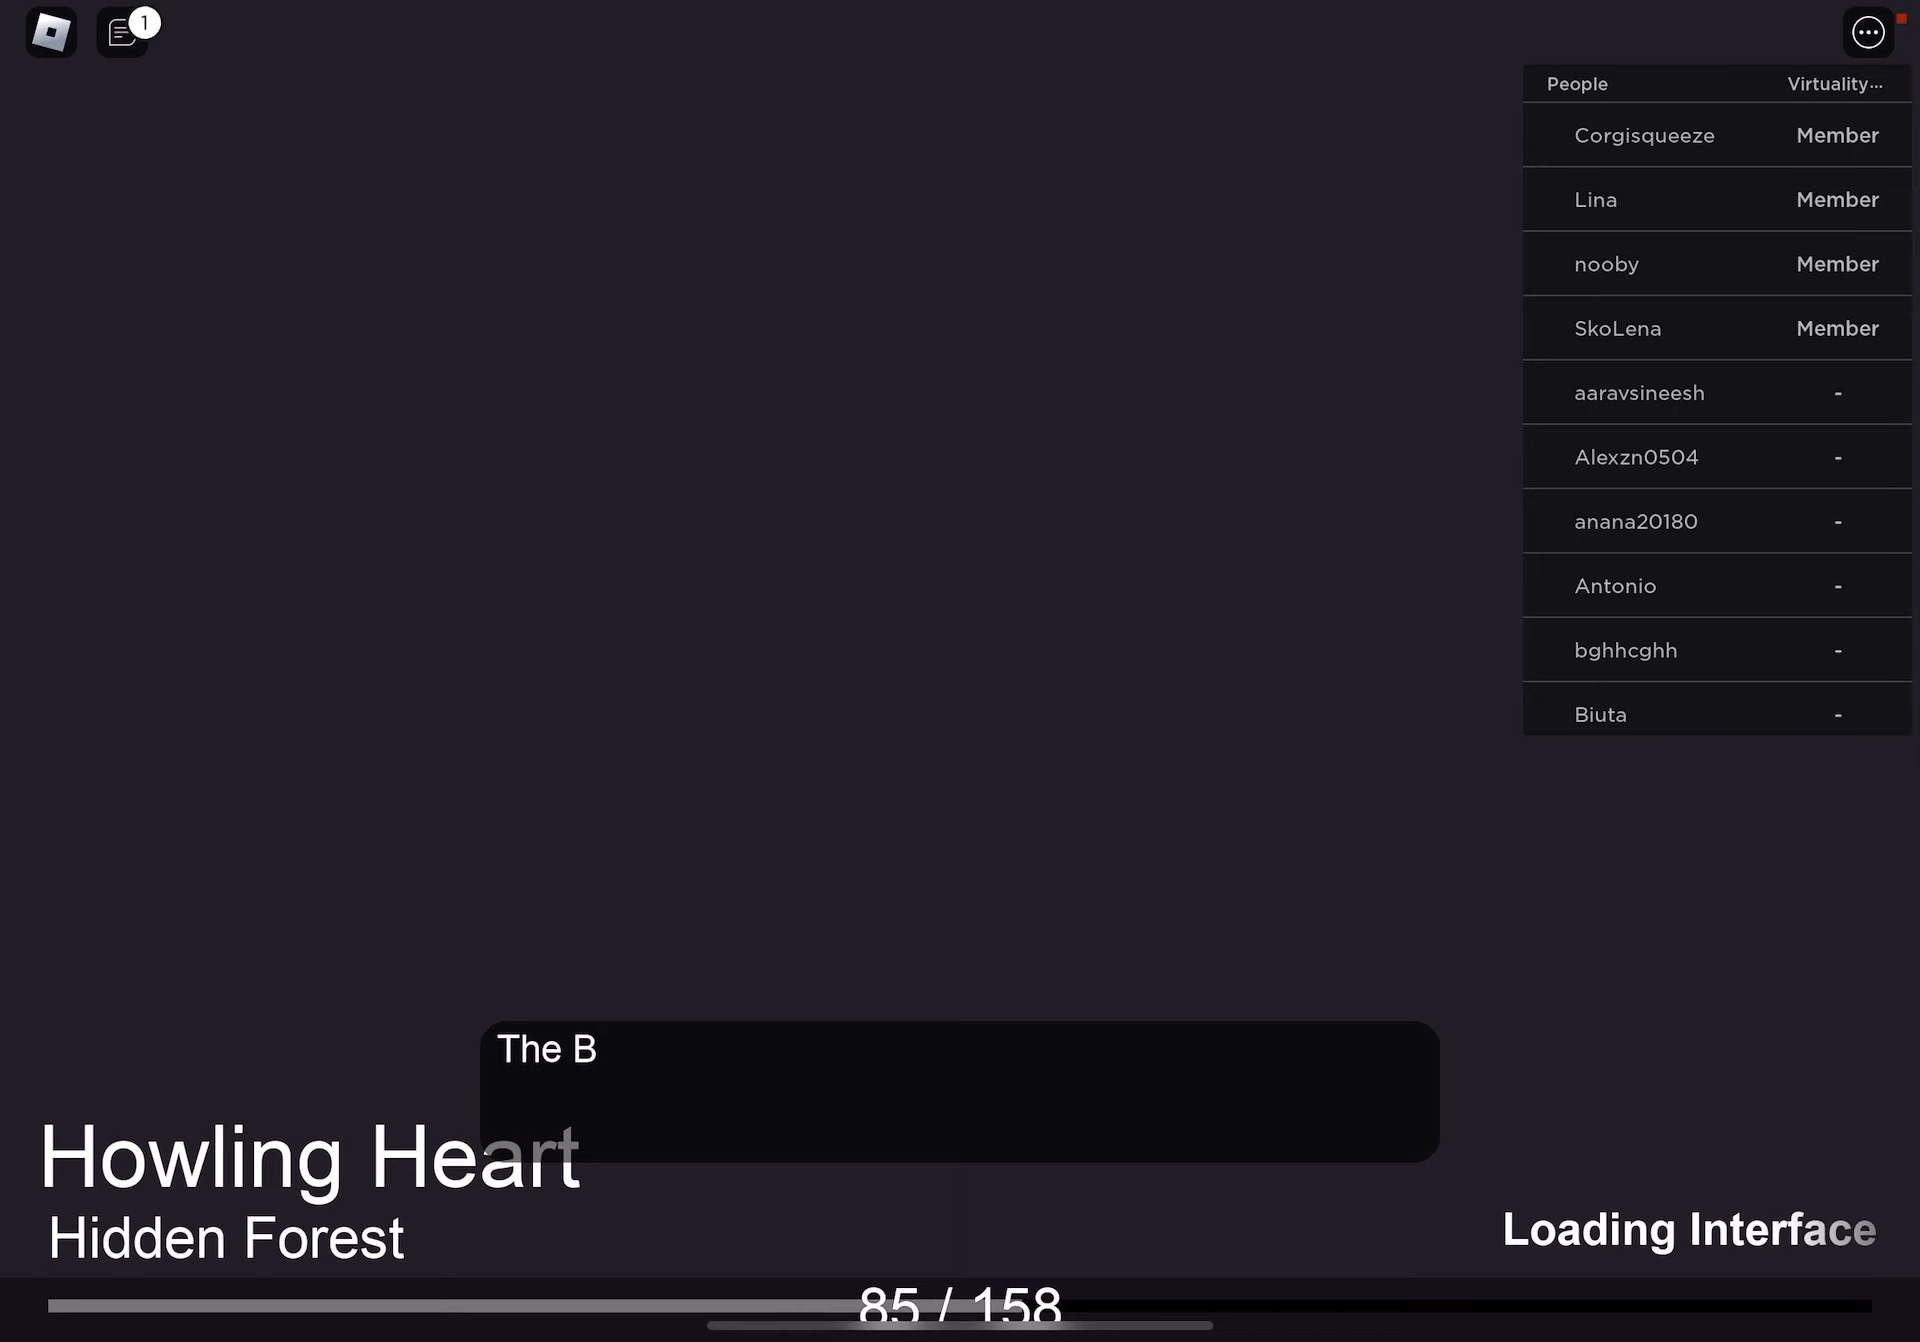 1
People Virtuality...
Corgisqueeze Member
Lina Member
nooby Member
SkoLena Member
aaravsineesh -
Alexzn0504 -
anana20180 -
Antonio -
bghhcghh -
Biuta -
The B
Howling Heart
Hidden Forest
Loading Interface
85 / 158